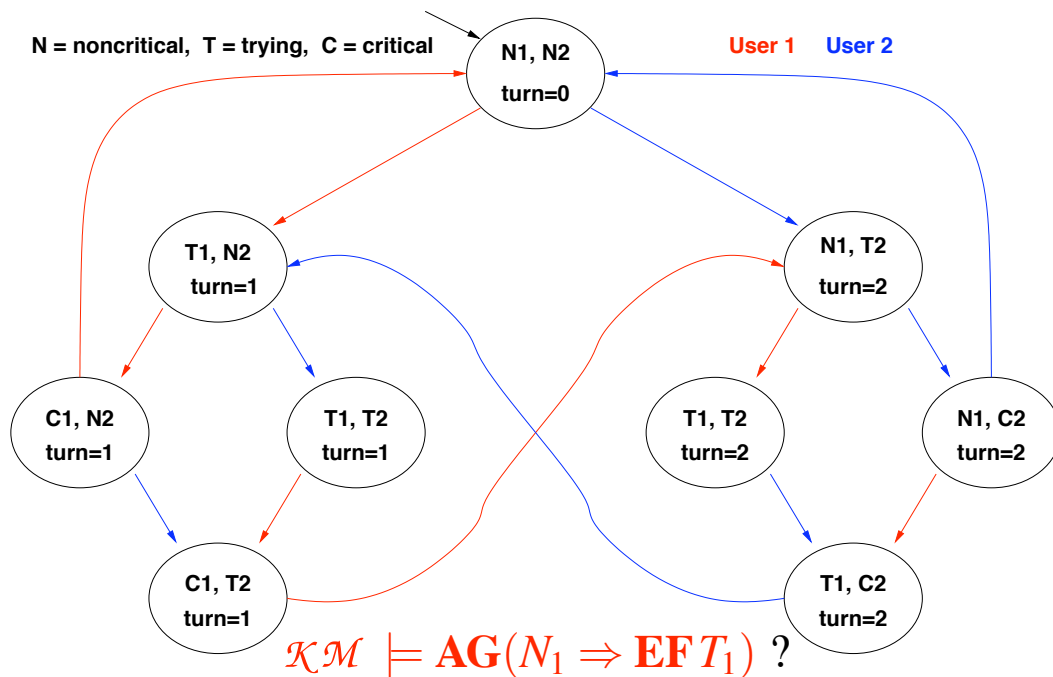 N = noncritical, T = trying, C = critical
User 1 User 2
N1, N2
turn=0
T1, N2
turn=1
N1, T2
turn=2
C1, N2
turn=1
T1, T2
turn=1
T1, T2
turn=2
N1, C2
turn=2
C1, T2
turn=1
T1, C2
turn=2
𝒦ℳ ⊨ AG(N₁ ⇒ EF T₁) ?